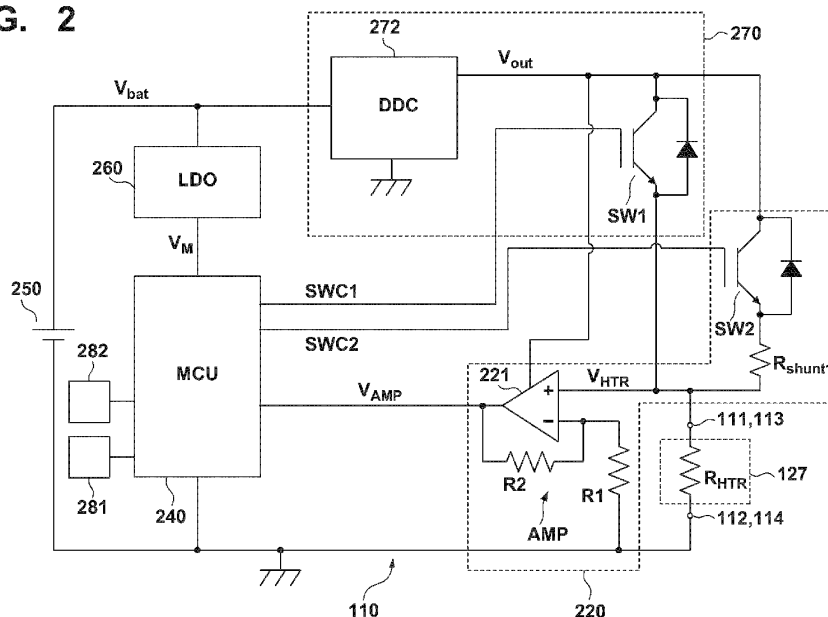 G. 2
272
270
Vbat
Vout
DDC
260
LDO
SW1
VM
250
SWC1
SWC2
SW2
282
MCU
221
VHTR
Rshunt1
VAMP
+
−
111,113
281
240
R2
R1
RHTR
127
AMP
112,114
110
220